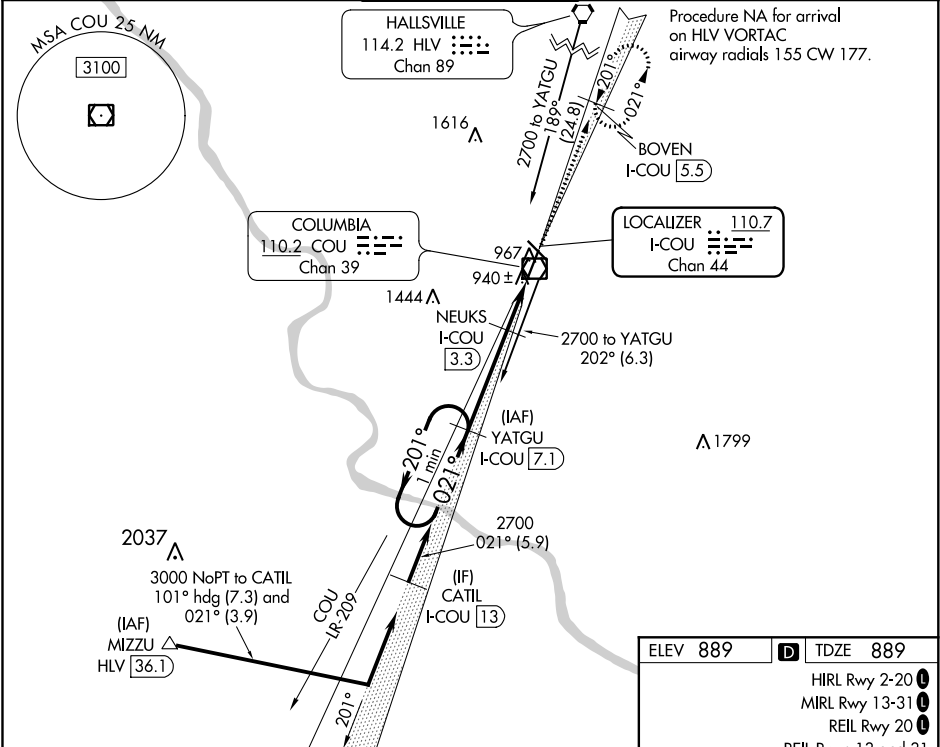 MSA COU 25 NM
3100
HALLSVILLE
114.2 HLV
Chan 89
Procedure NA for arrival
on HLV VORTAC
airway radials 155 CW 177.
2700 to YATGU
189°
(24.8)
201°
021°
1616
BOVEN
I-COU 5.5
COLUMBIA
110.2 COU
Chan 39
LOCALIZER 110.7
I-COU
Chan 44
967
940 ±
1444
NEUKS
I-COU
3.3
2700 to YATGU
202° (6.3)
(IAF)
YATGU
I-COU 7.1
1799
201°
1 min
021°
2700
021° (5.9)
2037
3000 NoPT to CATIL
101° hdg (7.3) and
021° (3.9)
(IF)
CATIL
I-COU 13
COU
LR-209
(IAF)
MIZZU
HLV 36.1
201°
ELEV 889 D TDZE 889
HIRL Rwy 2-20 L
MIRL Rwy 13-31 L
REIL Rwy 20 L